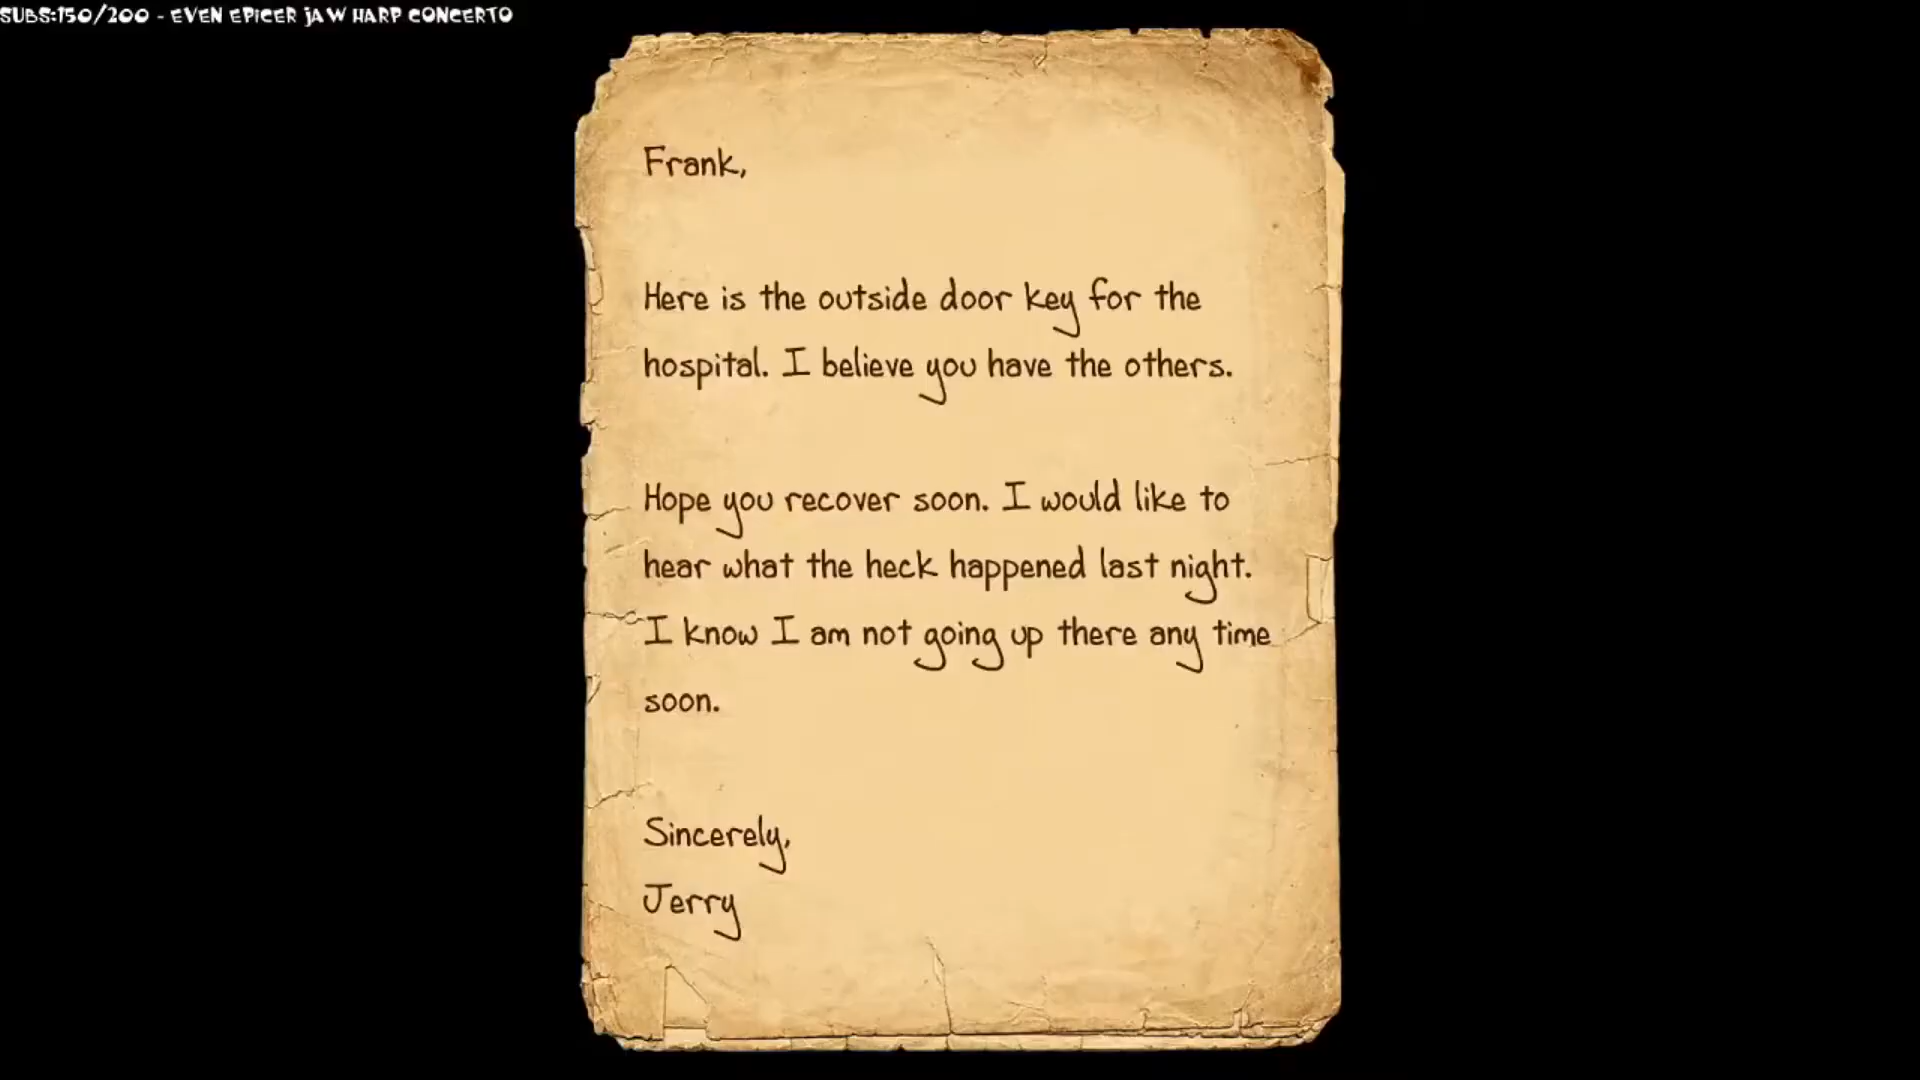 SUBS:150/200 - EVEN EPICER JAW HARP CONCERTO
Frank,
Here is the outside door key for the
hospital. I believe you have the others.
Hope you recover soon. I would like to
hear what the heck happened last night.
I know I am not going up there any time
soon.
Sincerely,
Jerry